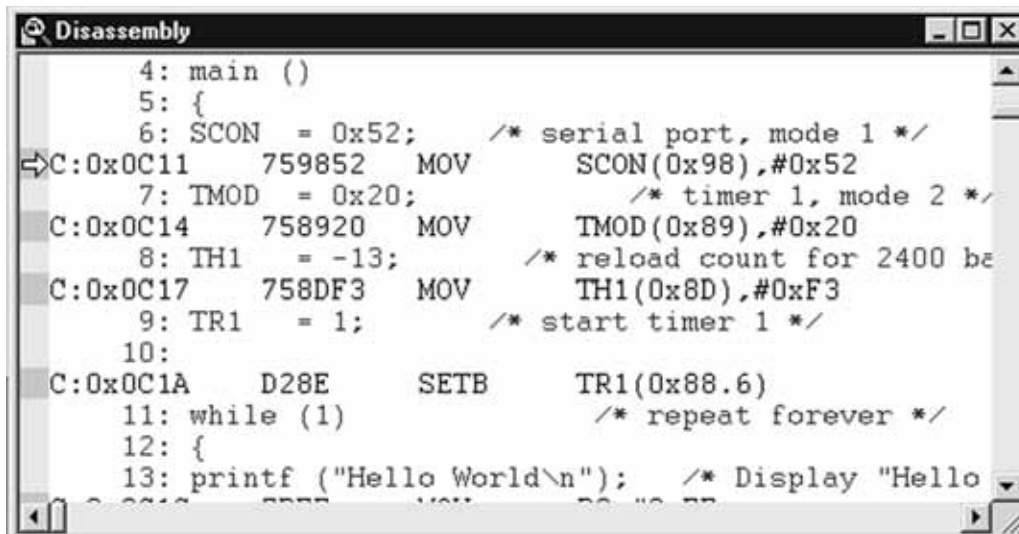 Disassembly
4: main ()
5: {
6: SCON = 0x52; /* serial port, mode 1 */
C:0x0C11 759852 MOV SCON(0x98),#0x52
7: TMOD = 0x20; /* timer 1, mode 2 */
C:0x0C14 758920 MOV TMOD(0x89),#0x20
8: TH1 = -13; /* reload count for 2400 ba
C:0x0C17 758DF3 MOV TH1(0x8D),#0xF3
9: TR1 = 1; /* start timer 1 */
10:
C:0x0C1A D28E SETB TR1(0x88.6)
11: while (1) /* repeat forever */
12: {
13: printf ("Hello World\n"); /* Display "Hello